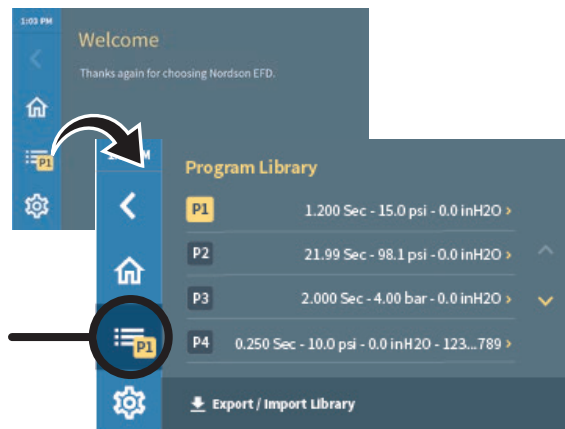 1:03 PM
Welcome
Thanks again for choosing Nordson EFD.
P1
Program Library
P1 1.200 Sec - 15.0 psi - 0.0 inH2O >
P2 21.99 Sec - 98.1 psi - 0.0 inH2O >
P3 2.000 Sec - 4.00 bar - 0.0 inH2O >
P1
P4 0.250 Sec - 10.0 psi - 0.0 inH2O - 123...789 >
Export / Import Library